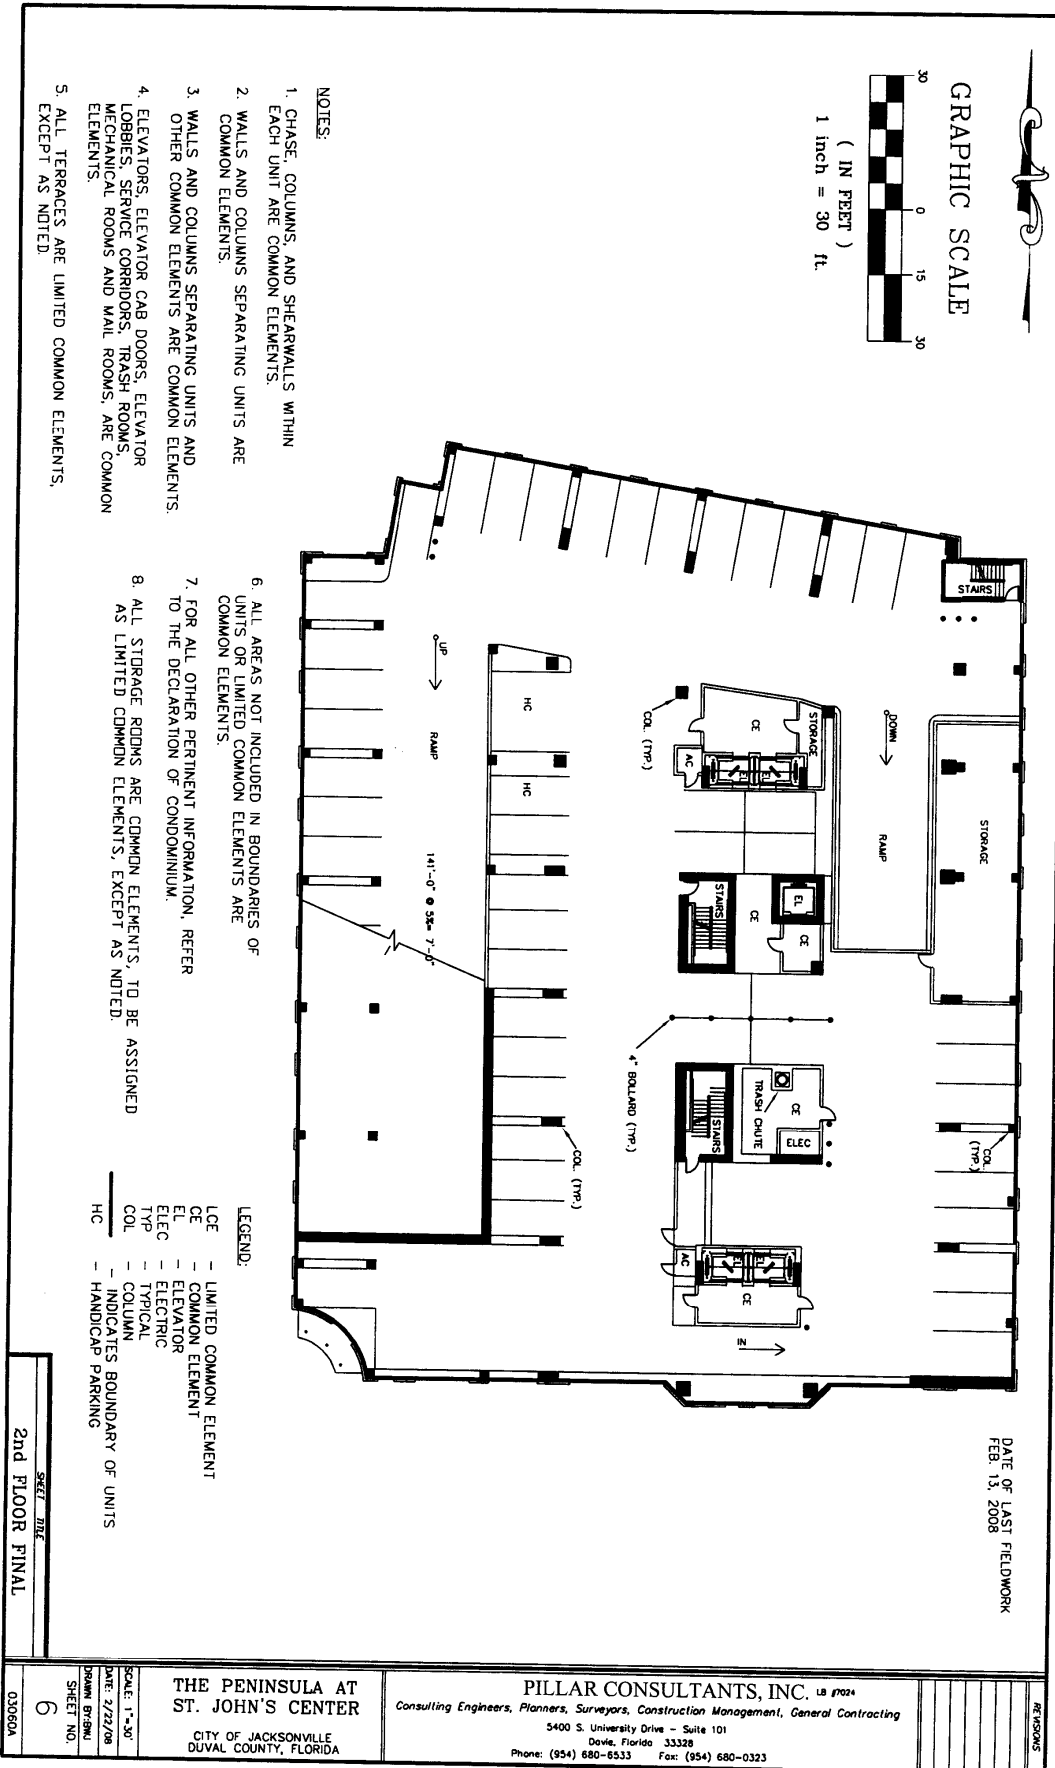 GRAPHIC SCALE
30
0
15
30
( IN FEET )
1 inch = 30 ft.
DATE OF LAST FIELDWORK
FEB. 13, 2008
STAIRS
STORAGE
DOWN
RAMP
STORAGE
CE
AC
EL
EL
COL. (TYP.)
UP
RAMP
HC
HC
141'-0" @ 5%= 7'-0"
STAIRS
CE
EL
CE
4" BOLLARD (TYP.)
TRASH CHUTE
CE
ELEC
STAIRS
COL. (TYP.)
COL.
(TYP.)
AC
EL
EL
CE
IN
NOTES:
1. CHASE, COLUMNS, AND SHEARWALLS WITHIN
EACH UNIT ARE COMMON ELEMENTS.
2. WALLS AND COLUMNS SEPARATING UNITS ARE
COMMON ELEMENTS.
3. WALLS AND COLUMNS SEPARATING UNITS AND
OTHER COMMON ELEMENTS ARE COMMON ELEMENTS.
4. ELEVATORS, ELEVATOR CAB DOORS, ELEVATOR
LOBBIES, SERVICE CORRIDORS, TRASH ROOMS,
MECHANICAL ROOMS AND MAIL ROOMS, ARE COMMON
ELEMENTS.
5. ALL TERRACES ARE LIMITED COMMON ELEMENTS,
EXCEPT AS NOTED.
6. ALL AREAS NOT INCLUDED IN BOUNDARIES OF
UNITS OR LIMITED COMMON ELEMENTS ARE
COMMON ELEMENTS.
7. FOR ALL OTHER PERTINENT INFORMATION, REFER
TO THE DECLARATION OF CONDOMINIUM.
8. ALL STORAGE ROOMS ARE COMMON ELEMENTS, TO BE ASSIGNED
AS LIMITED COMMON ELEMENTS, EXCEPT AS NOTED.
LEGEND:
LCE - LIMITED COMMON ELEMENT
CE - COMMON ELEMENT
EL - ELEVATOR
ELEC - ELECTRIC
TYP - TYPICAL
COL - COLUMN
- INDICATES BOUNDARY OF UNITS
HC - HANDICAP PARKING
SHEET TITLE
2nd FLOOR FINAL
REVISIONS
PILLAR CONSULTANTS, INC. LB #7024
Consulting Engineers, Planners, Surveyors, Construction Management, General Contracting
5400 S. University Drive - Suite 101
Davie, Florida 33328
Phone: (954) 680-6533 Fax: (954) 680-0323
THE PENINSULA AT
ST. JOHN'S CENTER
CITY OF JACKSONVILLE
DUVAL COUNTY, FLORIDA
SCALE: 1"=30'
DATE: 2/22/08
DRAWN BY:BWJ
SHEET NO.
6
03060A